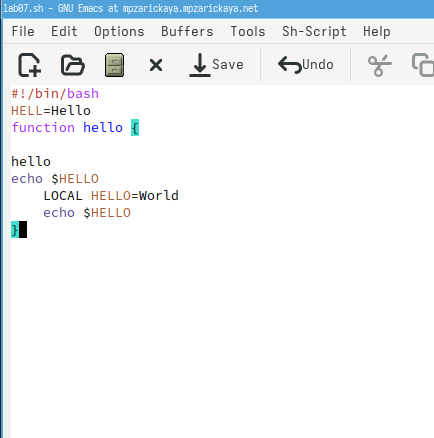 lab07.sh - GNU Emacs at mpzarickaya.mpzarickaya.net
File Edit Options Buffers Tools Sh-Script Help
Save Undo
#!/bin/bash
HELL=Hello
function hello {
hello
echo $HELLO
    LOCAL HELLO=World
    echo $HELLO
}